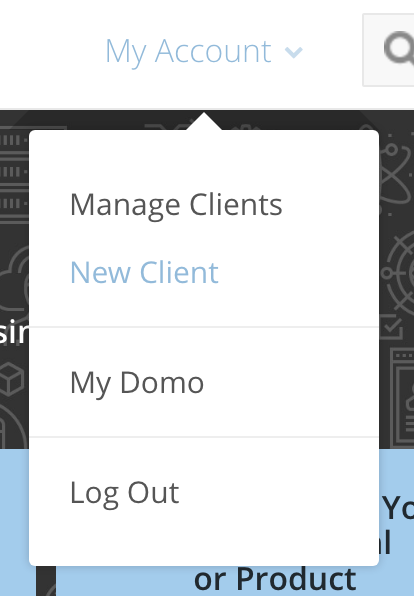 My Account
Manage Clients
New Client
My Domo
Log Out
or Product